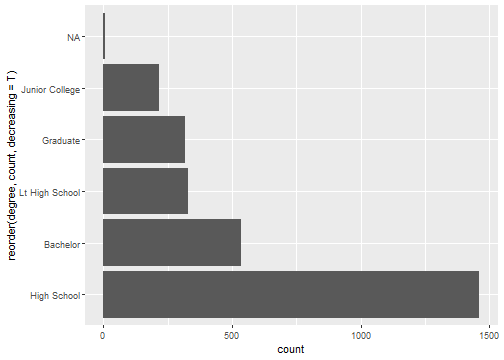 NA
Junior College
Graduate
Lt High School
Bachelor
High School
reorder(degree, count, decreasing = T)
0 500 1000 1500
count